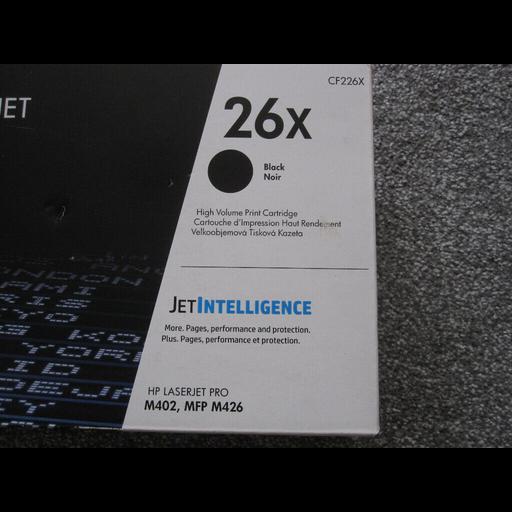 CF226X
JET
26X
Black
Noir
High Volume Print Cartridge
Cartouche d'Impression Haut Rendement
Velkoobjemová Tisková Kazeta
JETINTELLIGENCE
More. Pages, performance and protection.
Plus. Pages, performance et protection.
HP LASERJET PRO
M402, MFP M426